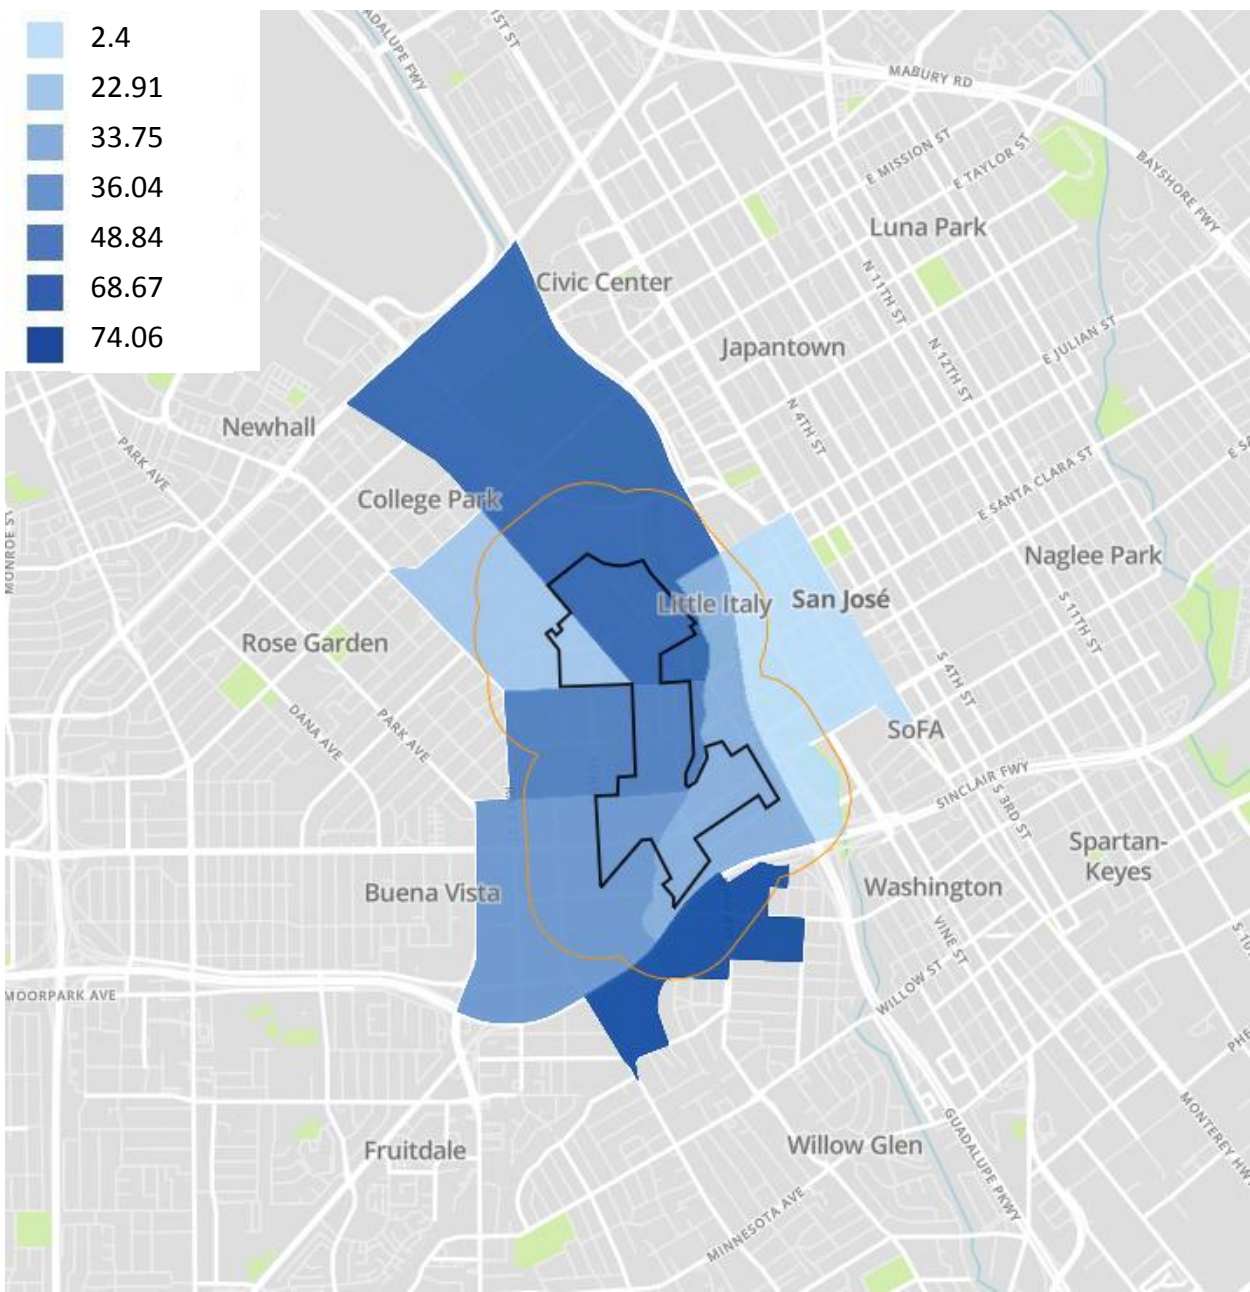 2.4
22.91
33.75
36.04
48.84
68.67
74.06
1ST ST
MABURY RD
E MISSION ST
E TAYLOR ST
BAYSHORE FWY
Luna Park
Civic Center
N 11TH ST
Japantown
N 12TH ST
E JULIAN ST
Newhall
PARK AVE
N 4TH ST
College Park
E SANTA CLARA ST
MONROE ST
Naglee Park
Little Italy
San José
S 11TH ST
Rose Garden
DANA AVE
PARK AVE
S 4TH ST
SoFA
SINCLAIR FWY
S 3RD ST
Spartan-
Keyes
Buena Vista
Washington
VINE ST
WILLOW ST
MOORPARK AVE
Fruitdale
Willow Glen
GUADALUPE PKWY
MINNESOTA AVE